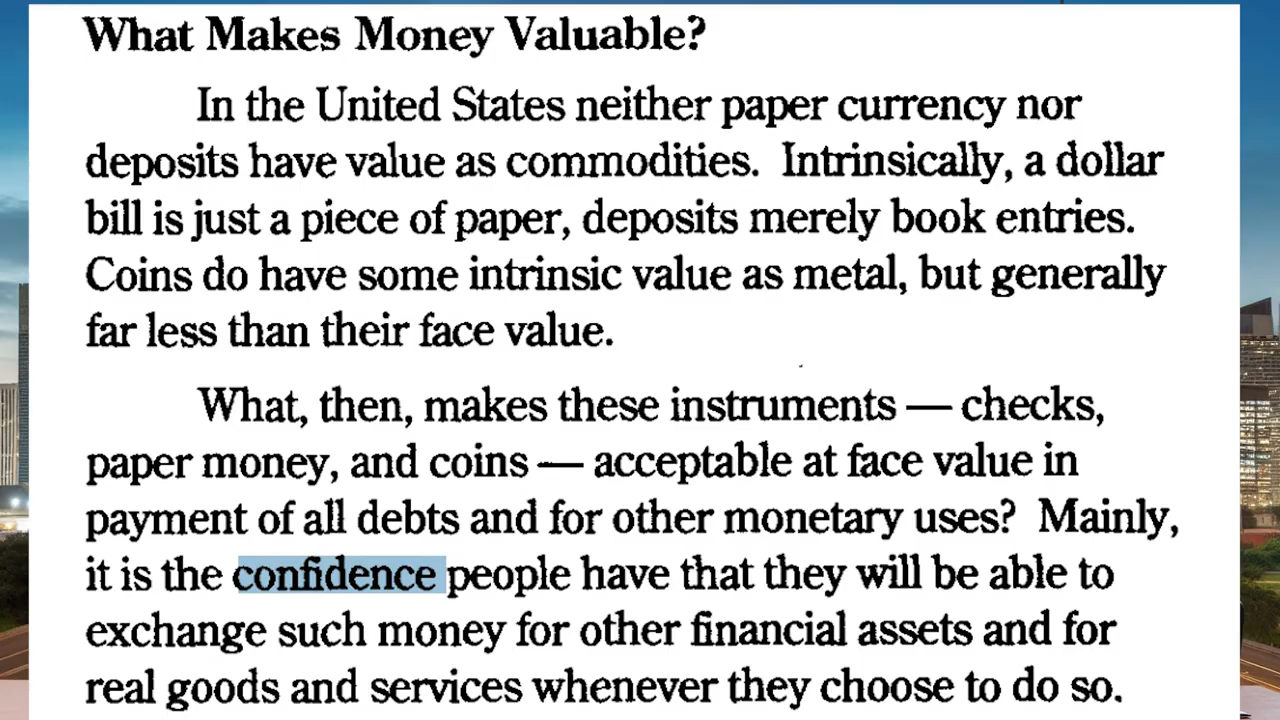 What Makes Money Valuable?
In the United States neither paper currency nor
deposits have value as commodities. Intrinsically, a dollar
bill is just a piece of paper, deposits merely book entries.
Coins do have some intrinsic value as metal, but generally
far less than their face value.
What, then, makes these instruments — checks,
paper money, and coins — acceptable at face value in
payment of all debts and for other monetary uses? Mainly,
it is the confidence people have that they will be able to
exchange such money for other financial assets and for
real goods and services whenever they choose to do so.